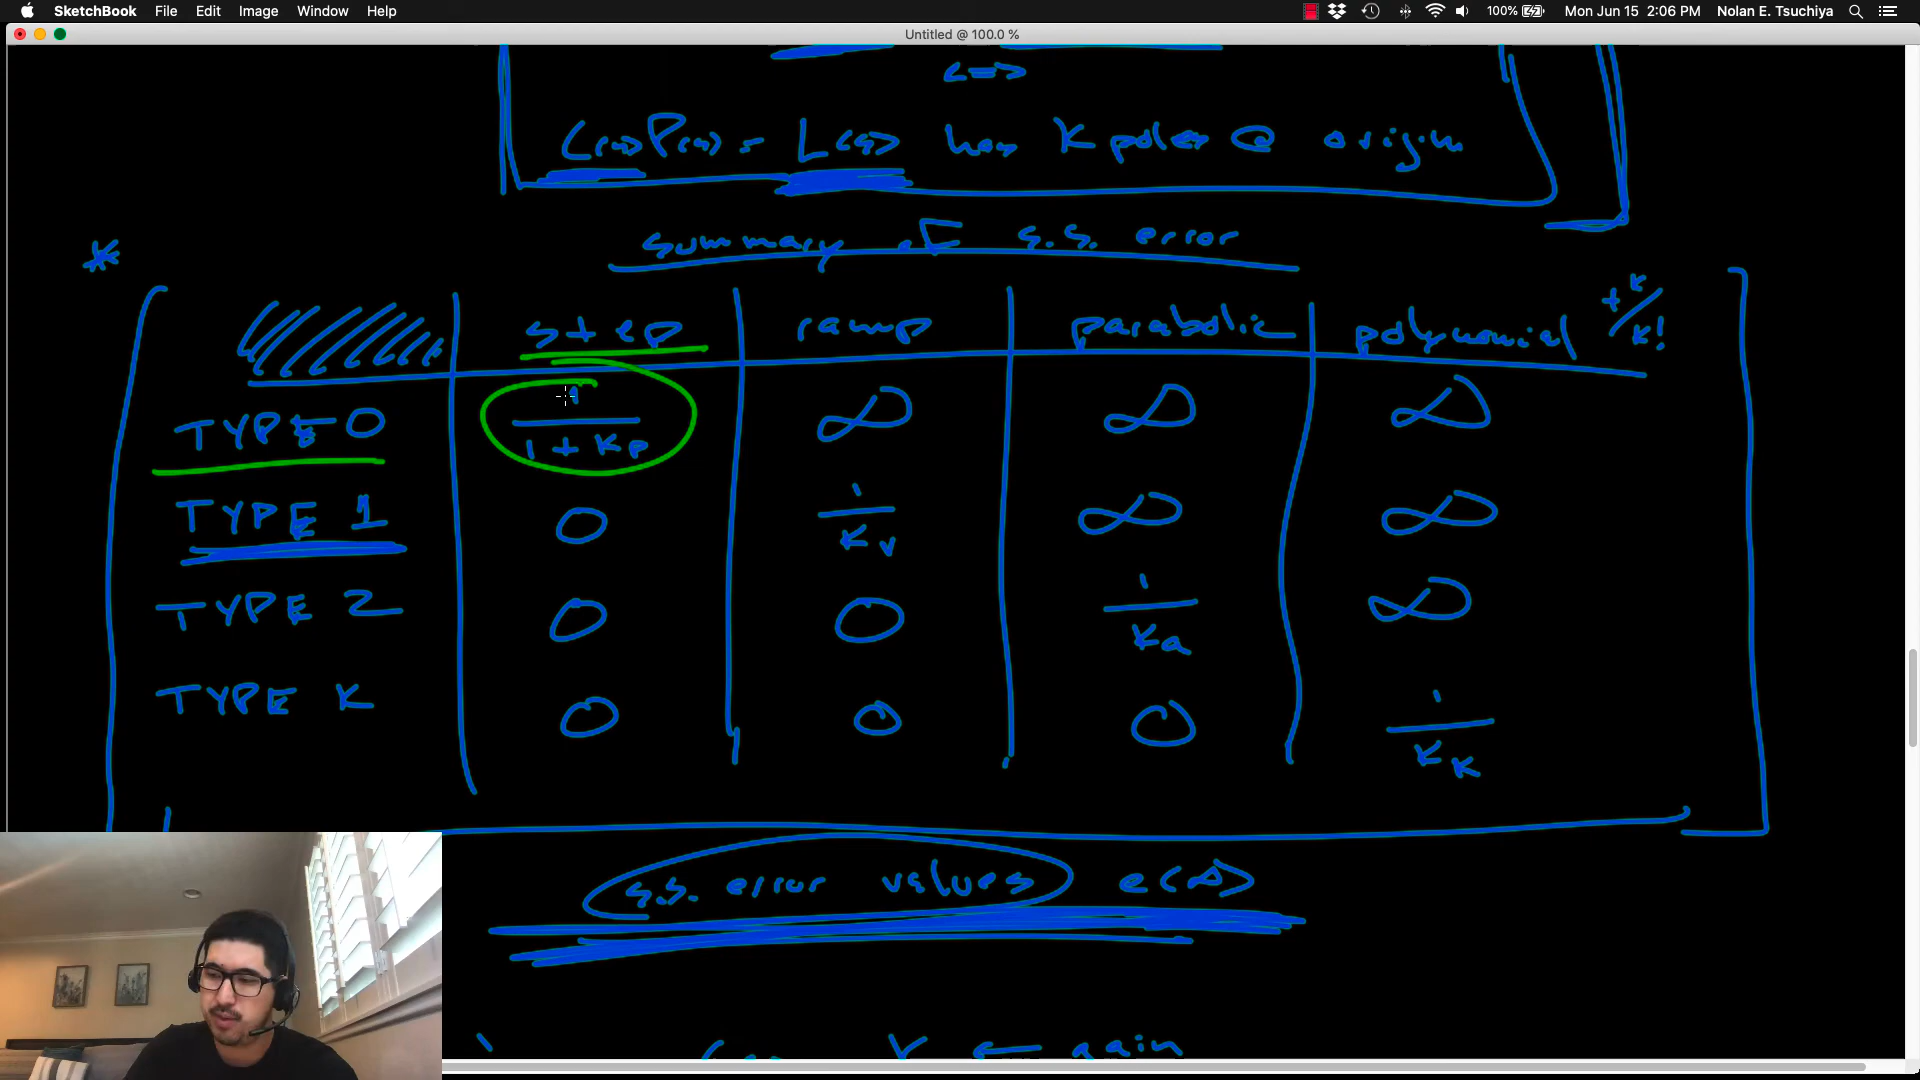 SketchBook File Edit Image Window Help 100% Mon Jun 15 2:06 PM Nolan E. Tsuchiya
Untitled @ 100.0 %
<=>
C(s)P(s) = L(s) has K poles @ origin
* summary of s.s. error
step ramp parabolic polynomial t^k/k!
TYPE 0 1/(1+Kp) ∞ ∞ ∞
TYPE 1 0 1/Kv ∞ ∞
TYPE 2 0 0 1/Ka ∞
TYPE K 0 0 0 1/KK
s.s. error values e(∞)
K ← gain